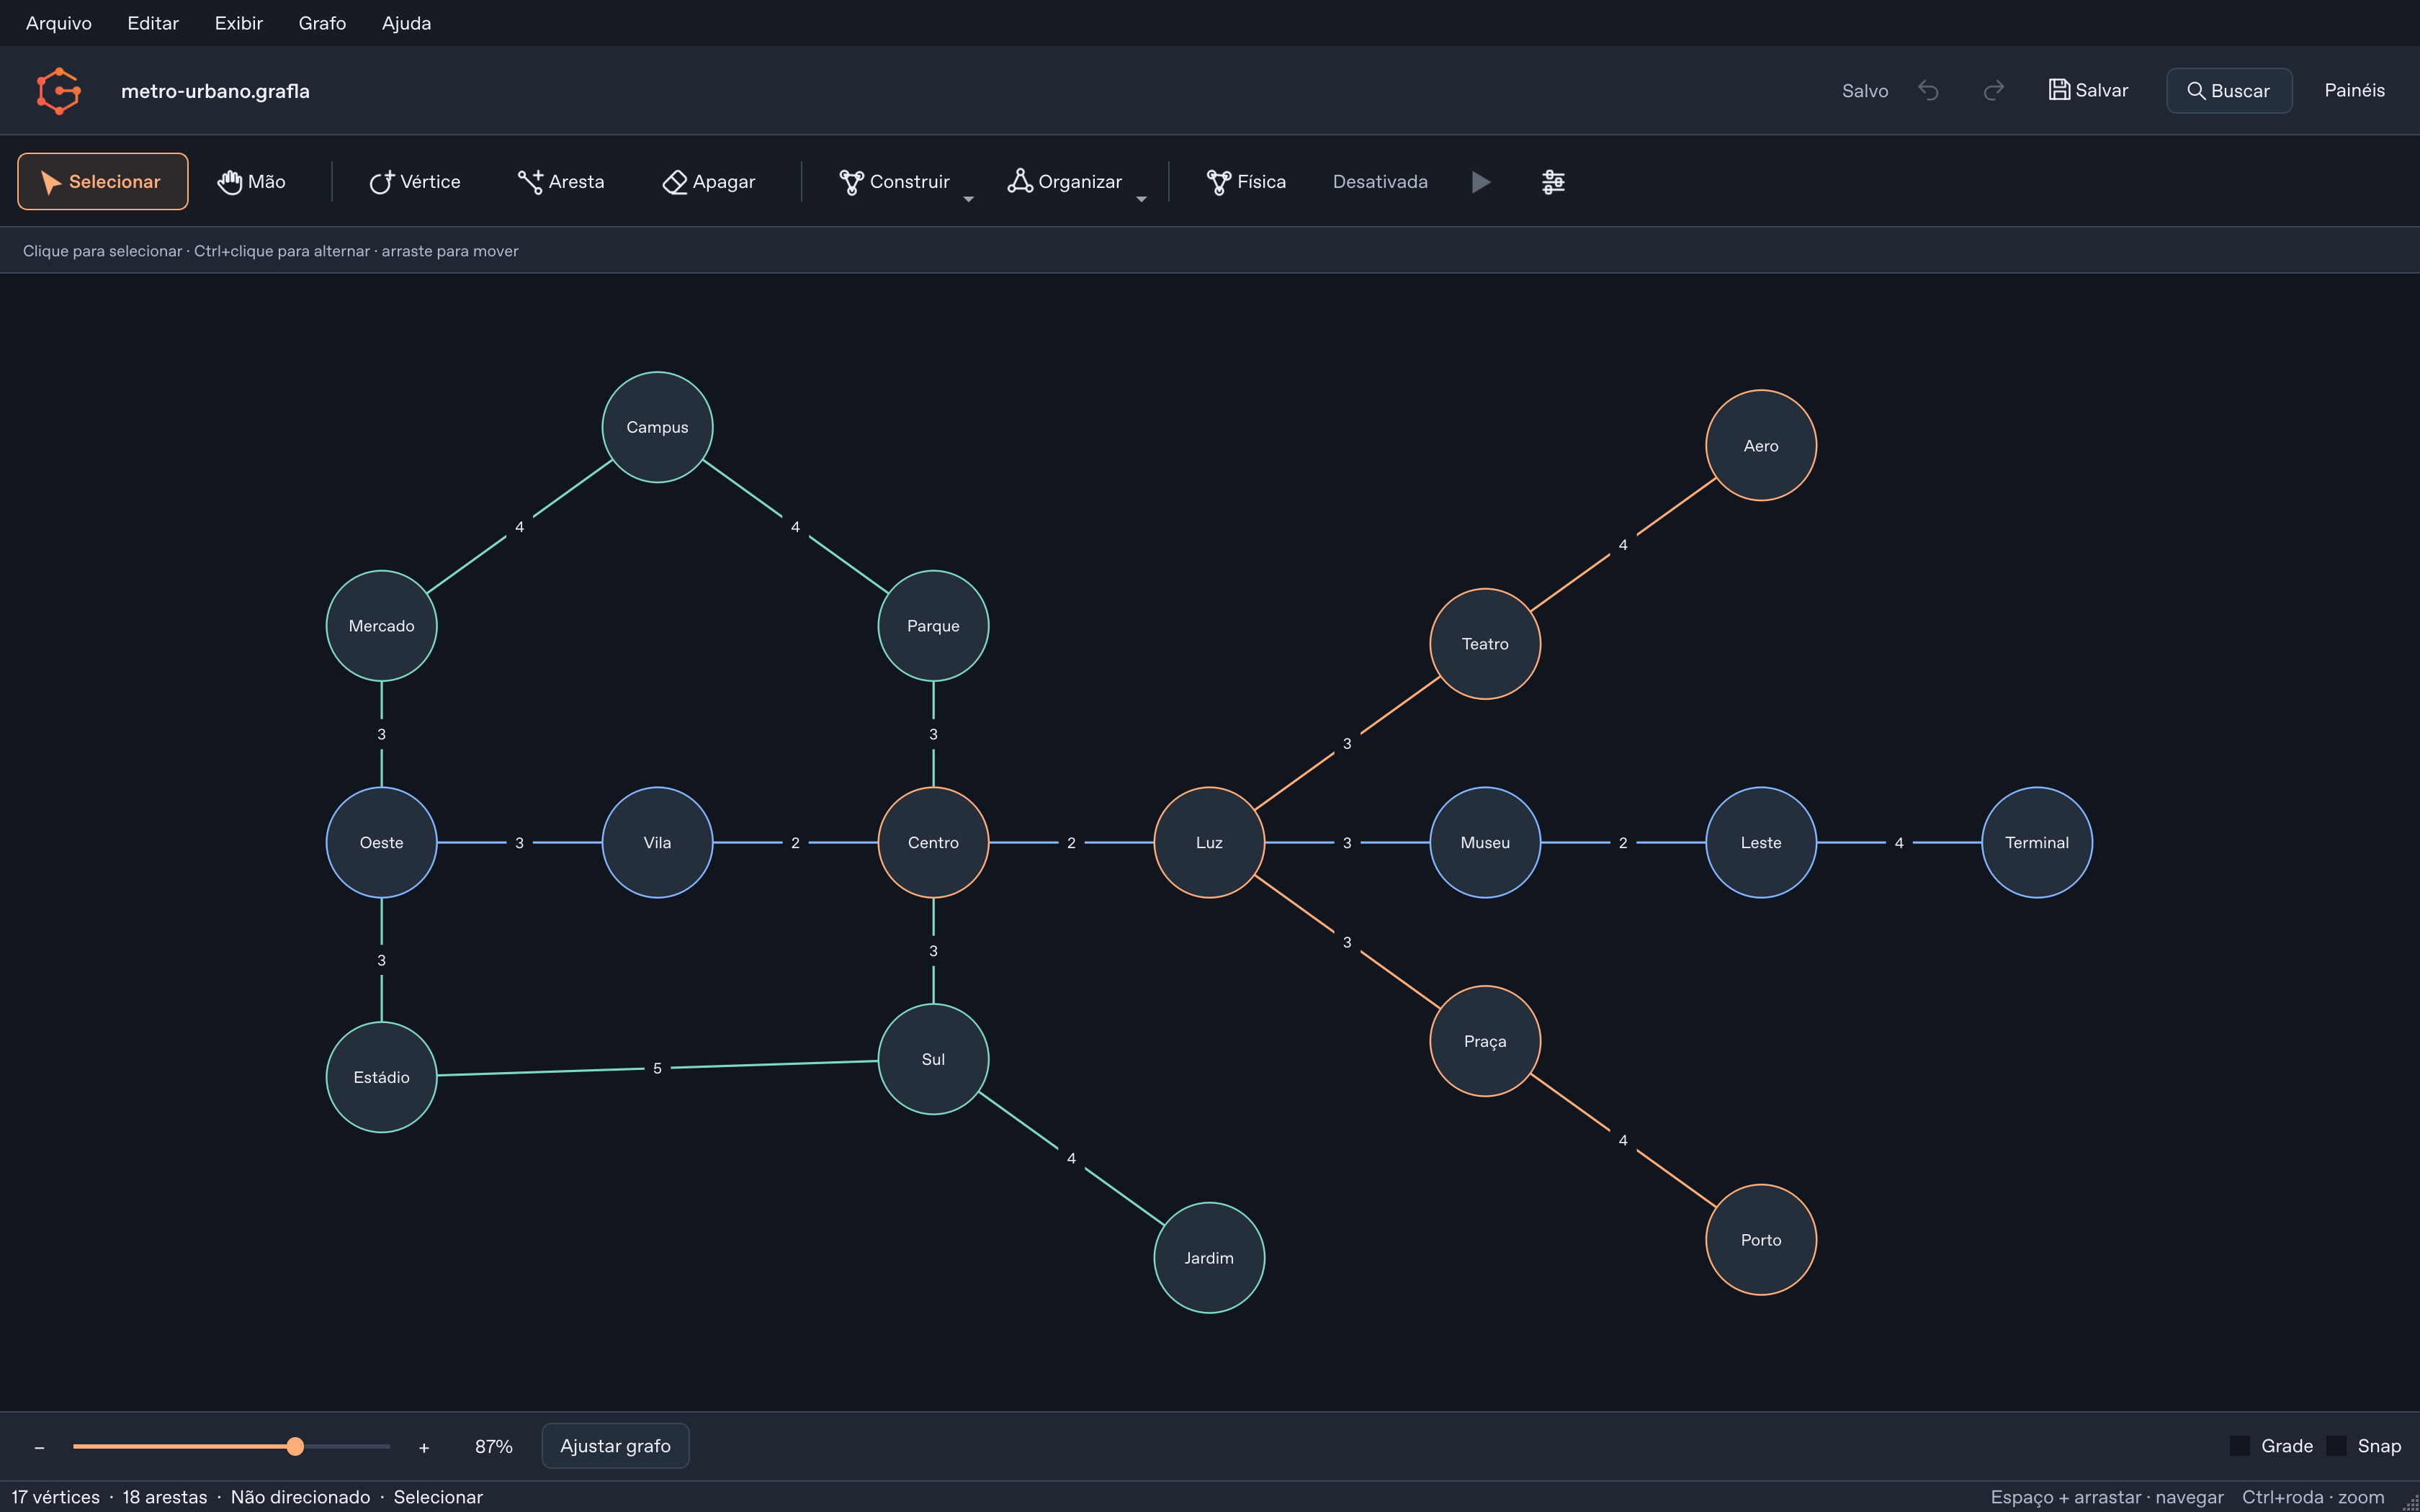 Arquivo Editar Exibir Grafo Ajuda
metro-urbano.grafla Salvo Salvar Buscar Painéis
Selecionar Mão Vértice Aresta Apagar Construir Organizar Física Desativada
Clique para selecionar · Ctrl+clique para alternar · arraste para mover
Campus
Aero
4 4 4
Mercado Parque Teatro
3 3 3
Oeste 3 Vila 2 Centro 2 Luz 3 Museu 2 Leste 4 Terminal
3 3 3
Estádio 5 Sul Praça
4 4
Jardim Porto
− + 87% Ajustar grafo Grade Snap
17 vértices · 18 arestas · Não direcionado · Selecionar Espaço + arrastar · navegar Ctrl+roda · zoom